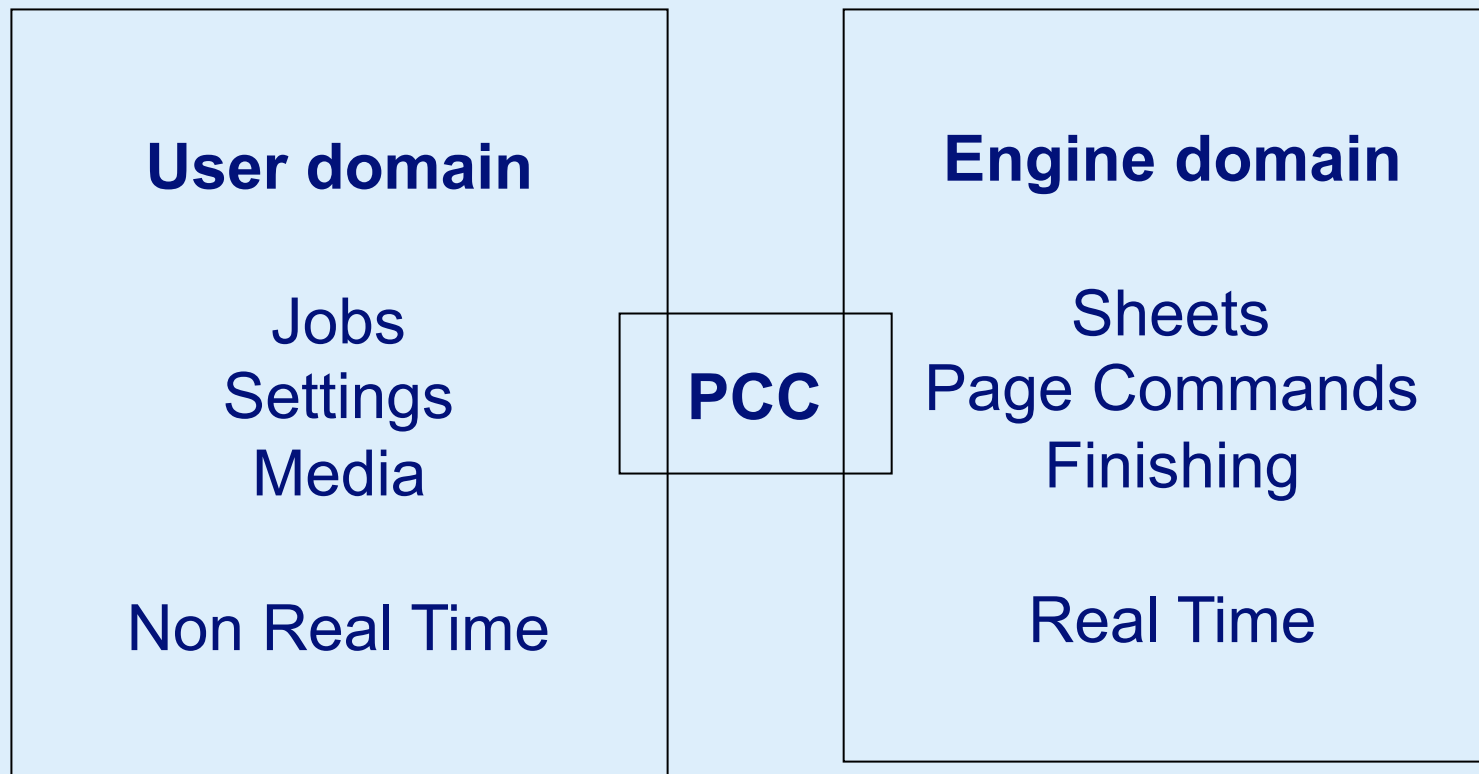 User domain
Jobs
Settings
Media
Non Real Time
PCC
Engine domain
Sheets
Page Commands
Finishing
Real Time